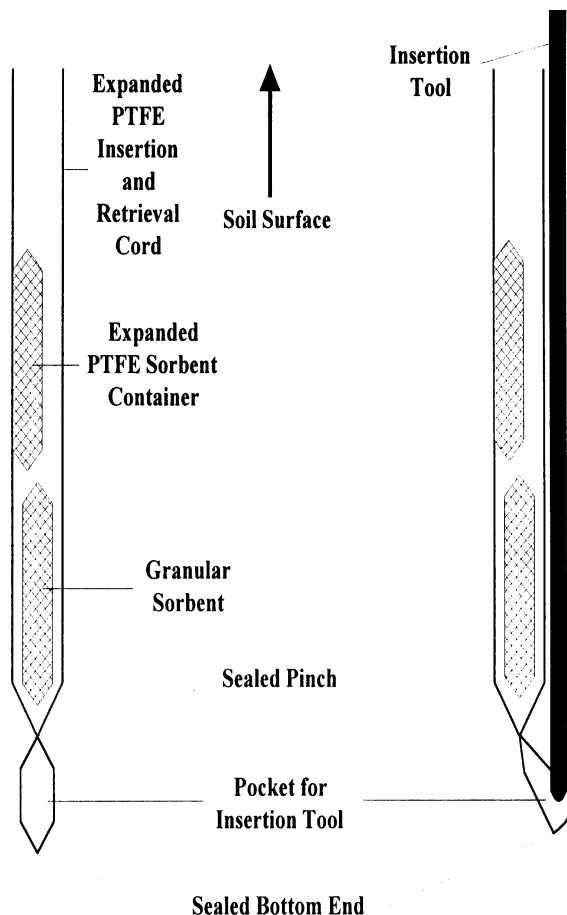 Insertion
Tool
Expanded
PTFE
Insertion
and
Retrieval
Cord
Soil Surface
Expanded
PTFE Sorbent
Container
Granular
Sorbent
Sealed Pinch
Pocket for
Insertion Tool
Sealed Bottom End